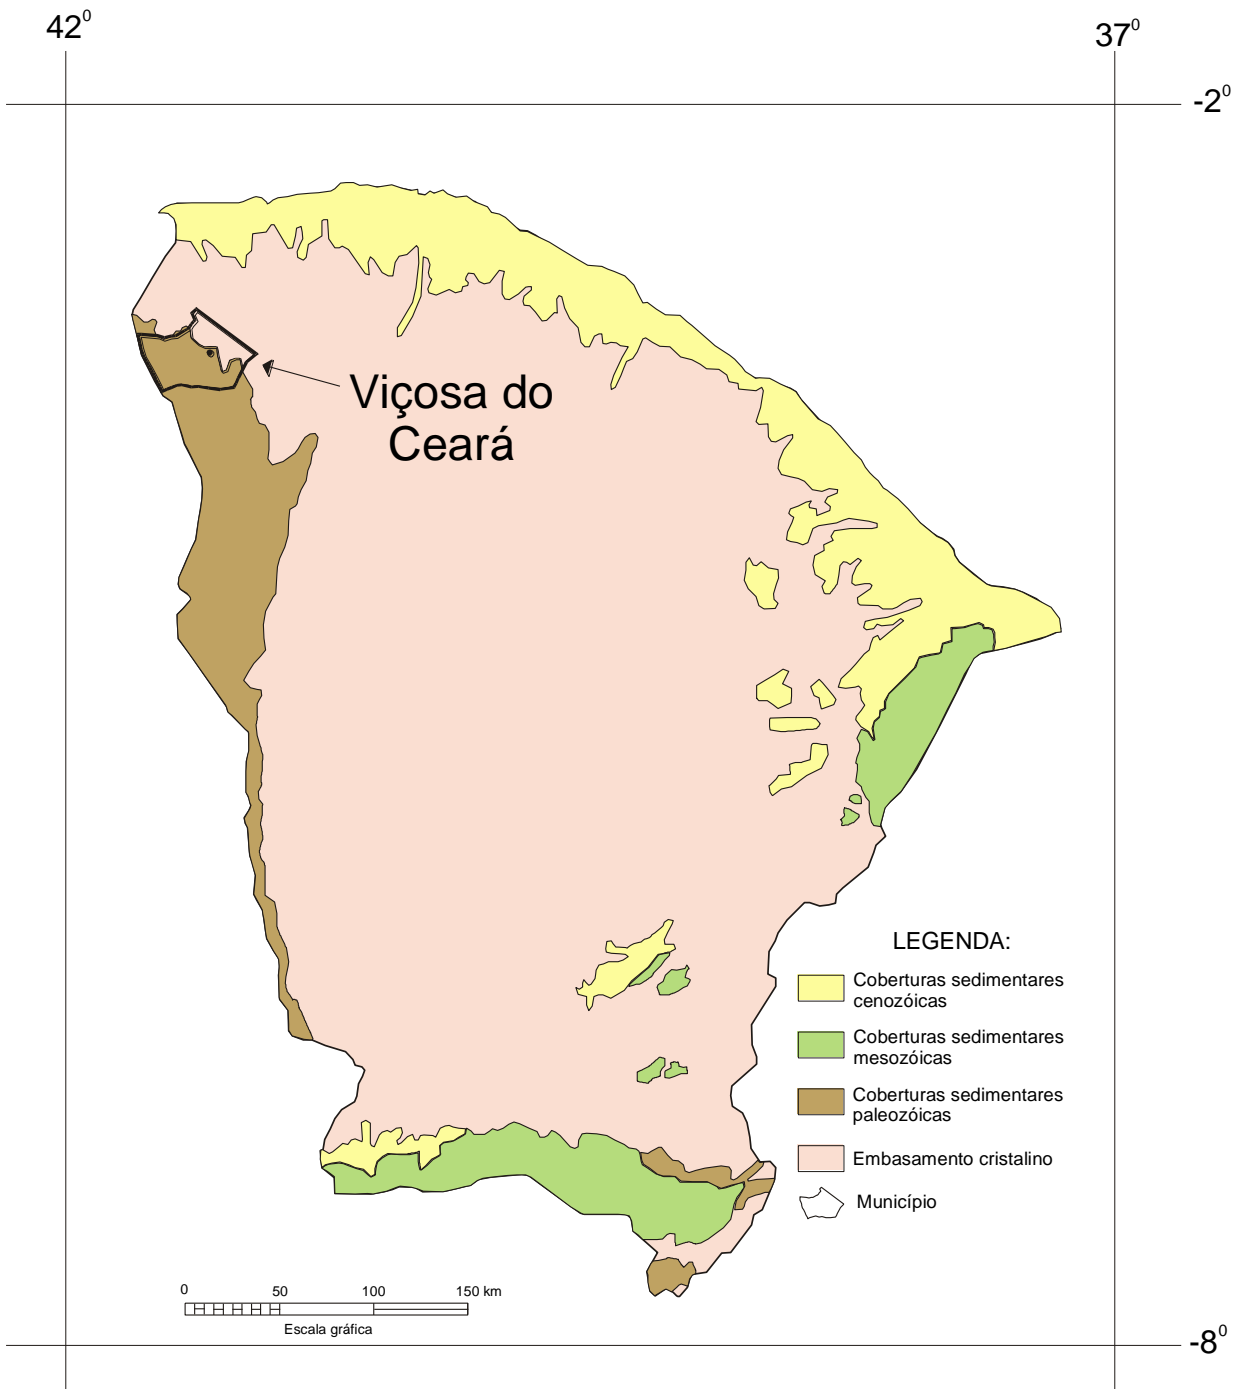 42⁰
37⁰
-2⁰
Viçosa do
Ceará
LEGENDA:
Coberturas sedimentares
cenozóicas
Coberturas sedimentares
mesozóicas
Coberturas sedimentares
paleozóicas
Embasamento cristalino
Município
0 50 100 150 km
Escala gráfica
-8⁰